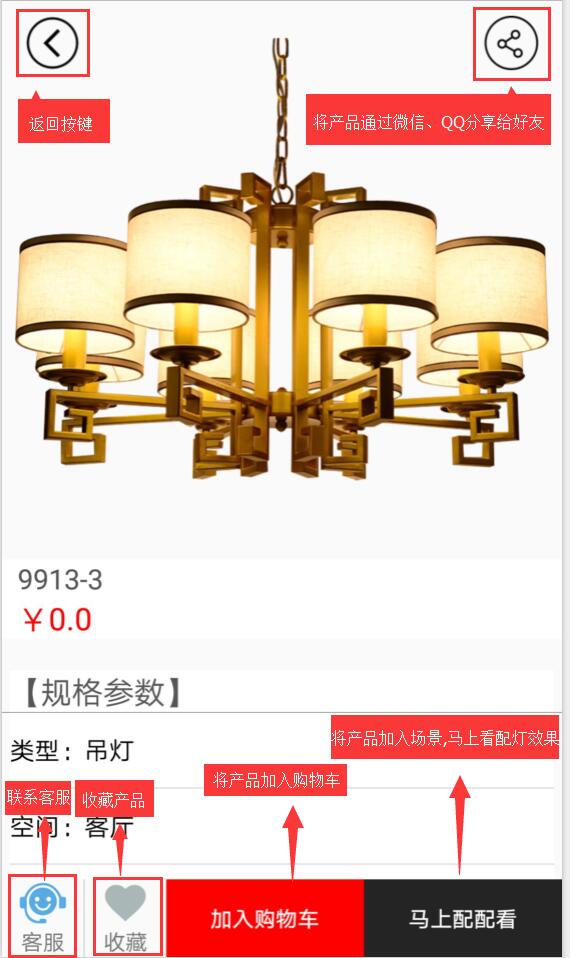 返回按键
将产品通过微信、QQ分享给好友
9913-3
￥0.0
【规格参数】
将产品加入场景,马上看配灯效果
类型：吊灯
将产品加入购物车
联系客服
收藏产品
空间：客厅
客服
收藏
加入购物车
马上配配看